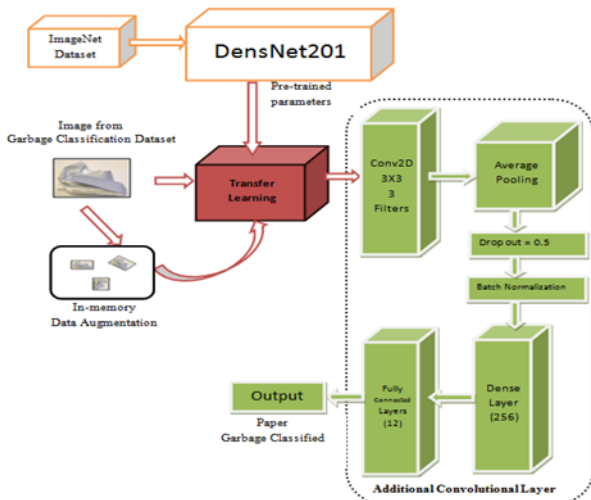 ImageNet
Dataset
DensNet201
Pre-trained
parameters
Image from
Garbage Classification Dataset
Transfer
Learning
In-memory
Data Augmentation
Conv2D
3X3
3
Filters
Average
Pooling
Drop out = 0.5
Batch Normalization
Dense
Layer
(256)
Fully
Connected
Layers
(12)
Output
Paper
Garbage Classified
Additional Convolutional Layer